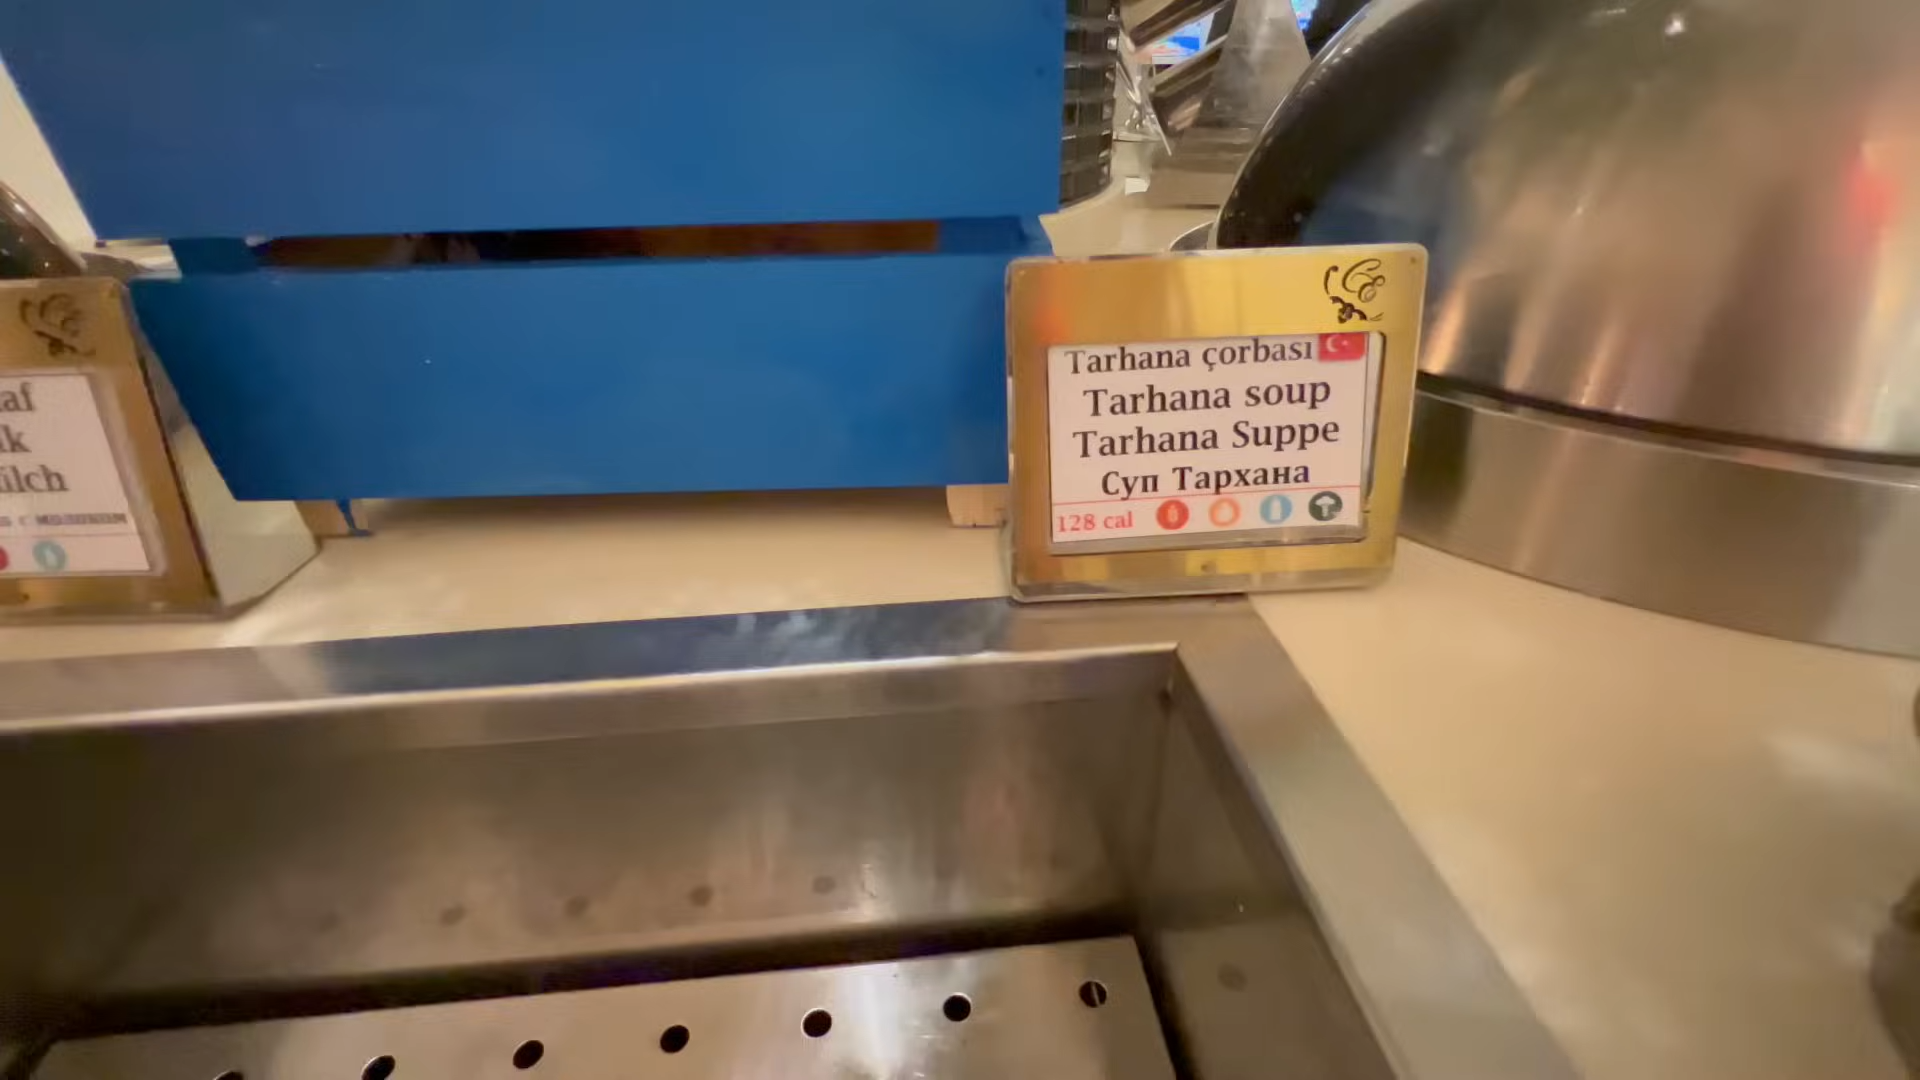 Tarhana çorbası
Tarhana soup
Tarhana Suppe
Суп Тархана
128 cal